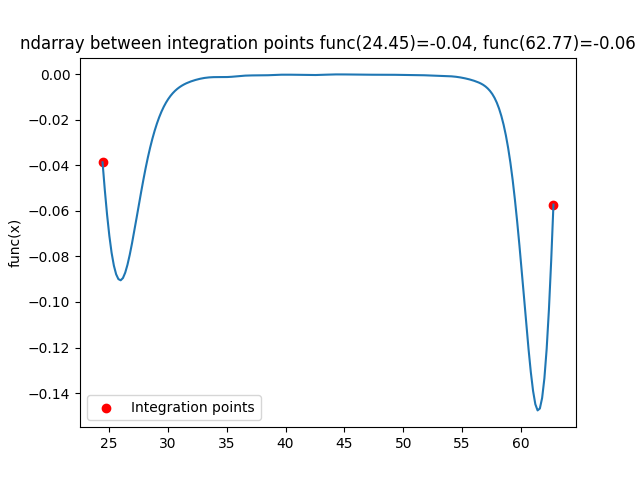 ndarray between integration points func(24.45)=-0.04, func(62.77)=-0.06
0.00
−0.02
−0.04
−0.06
−0.08
−0.10
−0.12
−0.14
func(x)
Integration points
25 30 35 40 45 50 55 60